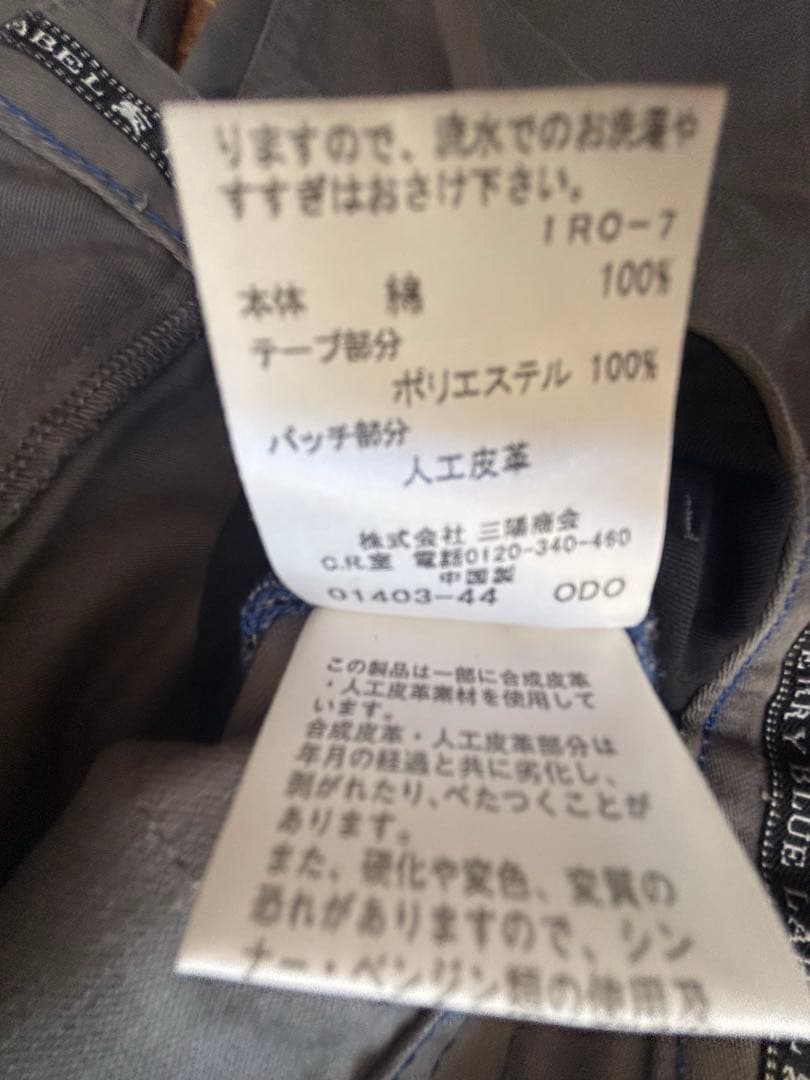 ABEL
りますので、流水でのお洗濯や
すすぎはおさけ下さい。
IRO-7
本体 綿 100%
テープ部分
ポリエステル 100%
パッチ部分
人工皮革
株式会社 三陽商会
C.R.室 電話0120-340-460
中国製
01403-44 ODO
この製品は一部に合成皮革
・人工皮革素材を使用して
います。
合成皮革・人工皮革部分は
年月の経過と共に劣化し、
剥がれたり、べたつくことが
あります。
また、硬化や変色、変質の
恐れがありますので、シン
ナー・ベンジン類の使用及
BLUE LA